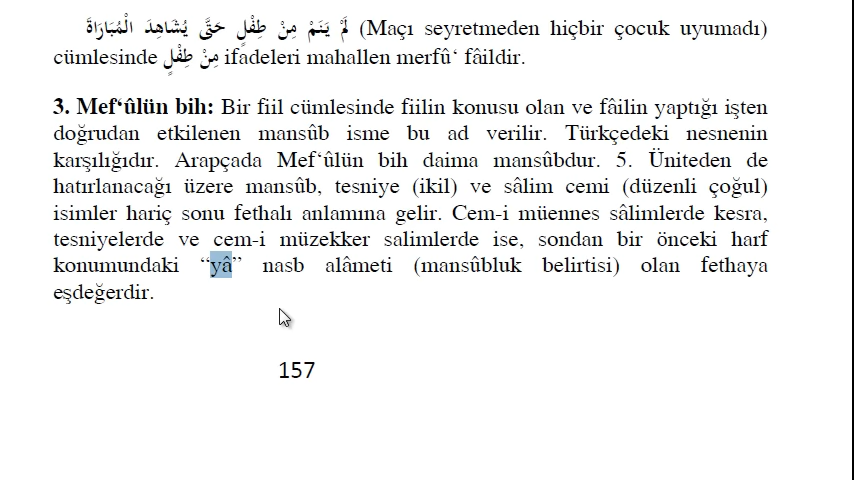 لَمْ يَنَمْ مِنْ طِفْلٍ حَتَّى يُشَاهِدَ الْمُبَارَاةَ (Maçı seyretmeden hiçbir çocuk uyumadı)
cümlesinde مِنْ طِفْلٍ ifadeleri mahallen merfû‘ fâildir.
3. Mef‘ûlün bih: Bir fiil cümlesinde fiilin konusu olan ve fâilin yaptığı işten
doğrudan etkilenen mansûb isme bu ad verilir. Türkçedeki nesnenin
karşılığıdır. Arapçada Mef‘ûlün bih daima mansûbdur. 5. Üniteden de
hatırlanacağı üzere mansûb, tesniye (ikil) ve sâlim cemi (düzenli çoğul)
isimler hariç sonu fethalı anlamına gelir. Cem-i müennes sâlimlerde kesra,
tesniyelerde ve cem-i müzekker salimlerde ise, sondan bir önceki harf
konumundaki “yâ” nasb alâmeti (mansûbluk belirtisi) olan fethaya
eşdeğerdir.
157